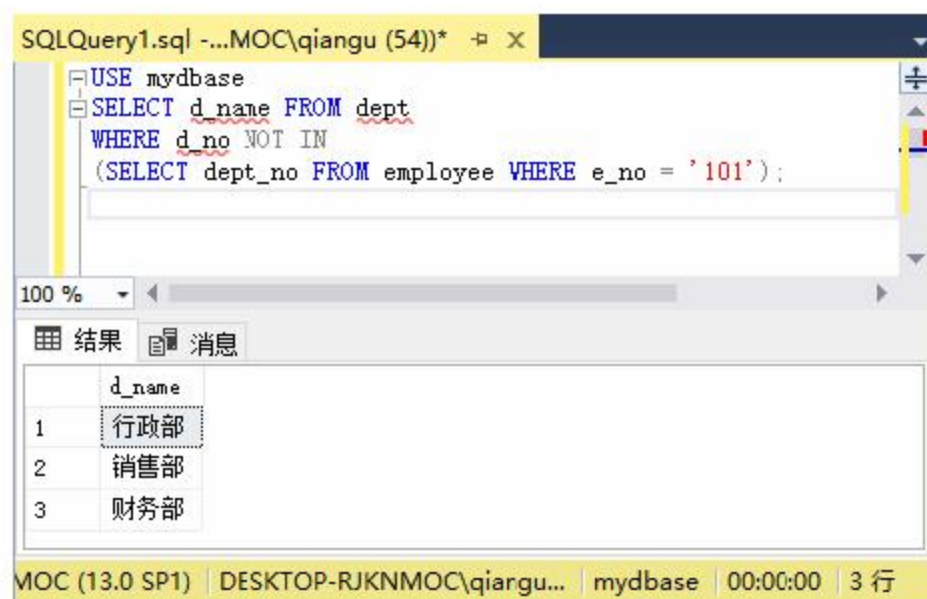 SQLQuery1.sql -...MOC\qiangu (54))*
USE mydbase
SELECT d_name FROM dept
WHERE d_no NOT IN
(SELECT dept_no FROM employee WHERE e_no = '101');
100 %
结果 消息
d_name
1 行政部
2 销售部
3 财务部
MOC (13.0 SP1) DESKTOP-RJKNMOC\qiangu... mydbase 00:00:00 3 行